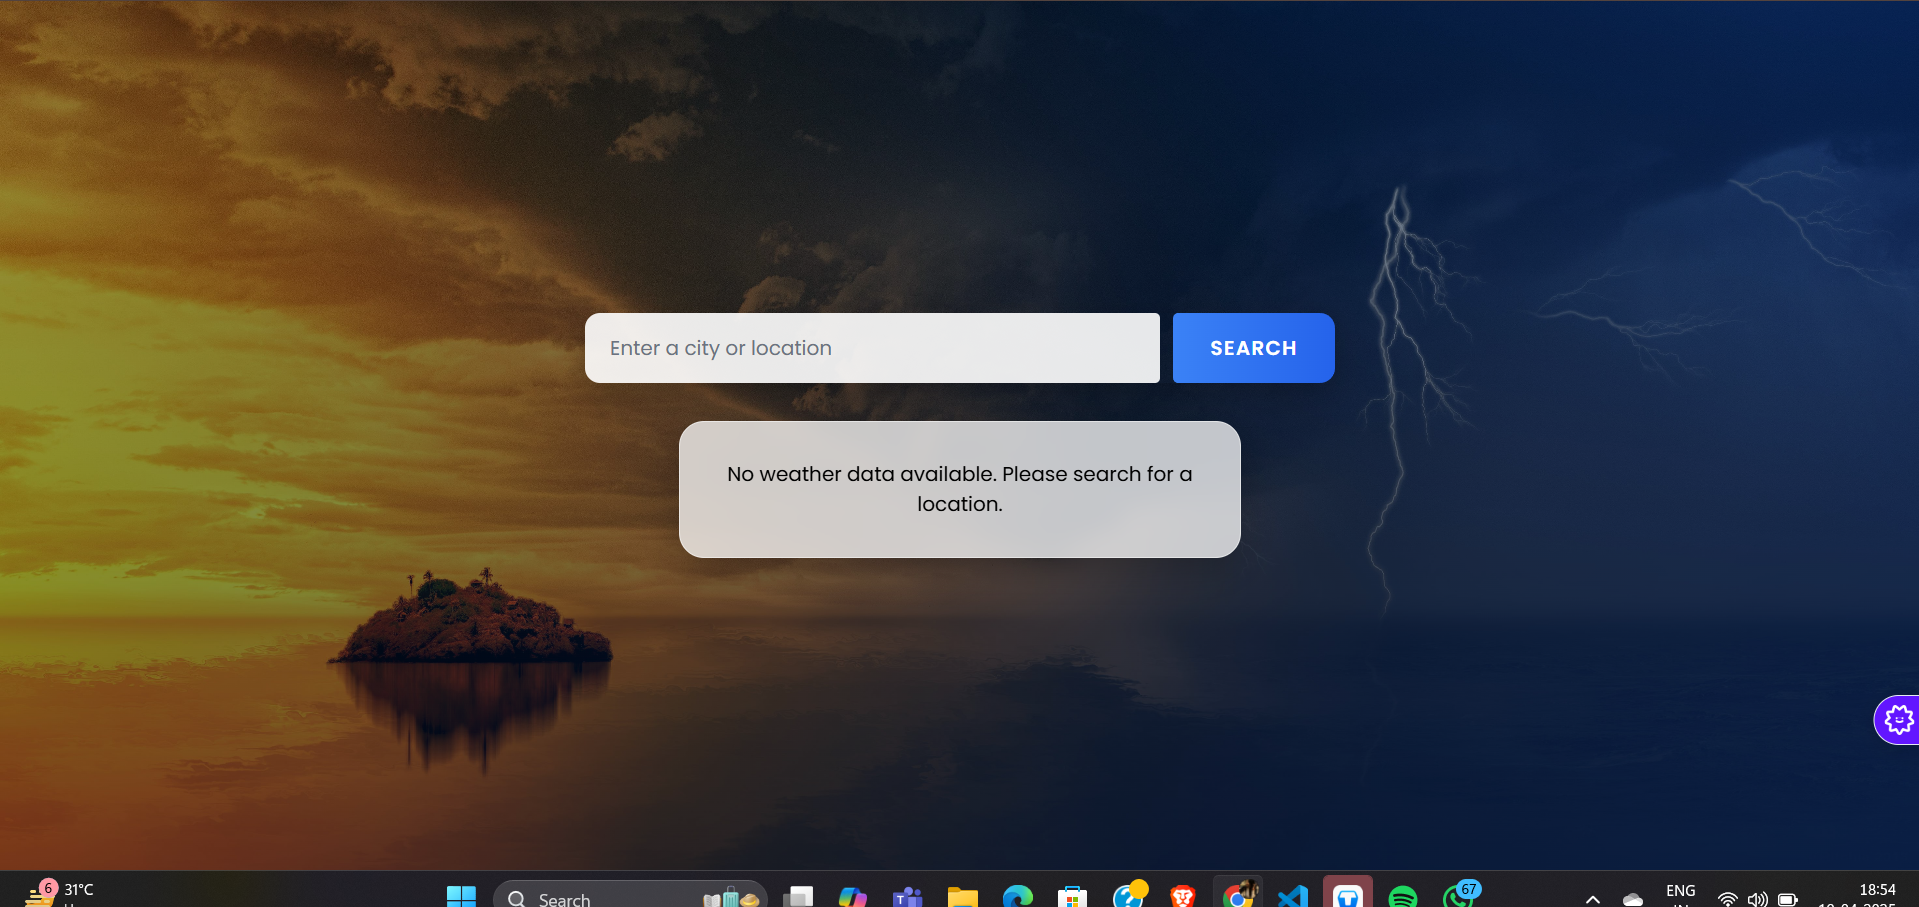 Enter a city or location
SEARCH
No weather data available. Please search for a
location.
6
31°C
Search
T
67
ENG
18:54